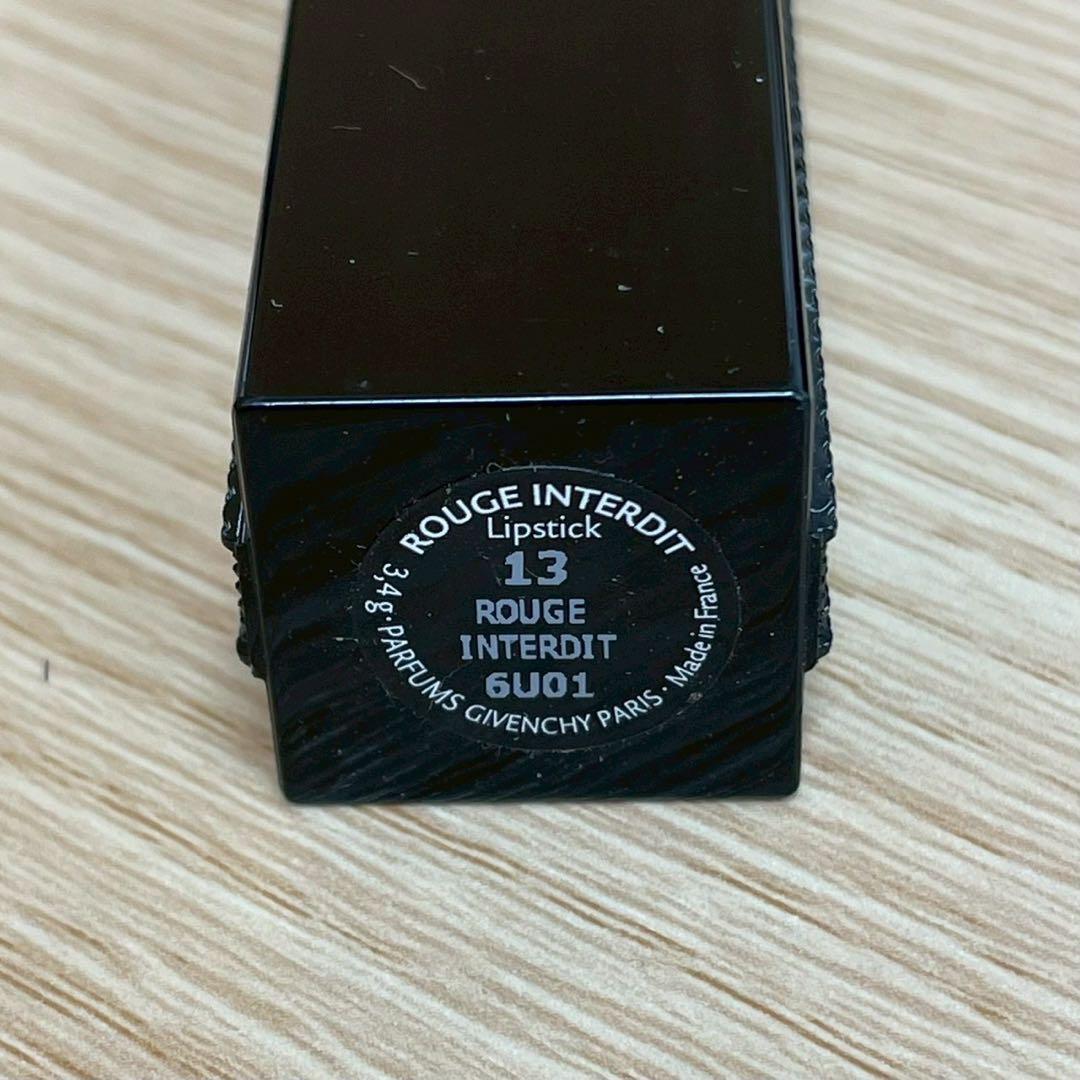 ROUGE INTERDIT
Lipstick
13
ROUGE
INTERDIT
6U01
3,4g·PARFUMS GIVENCHY PARIS · Made in France